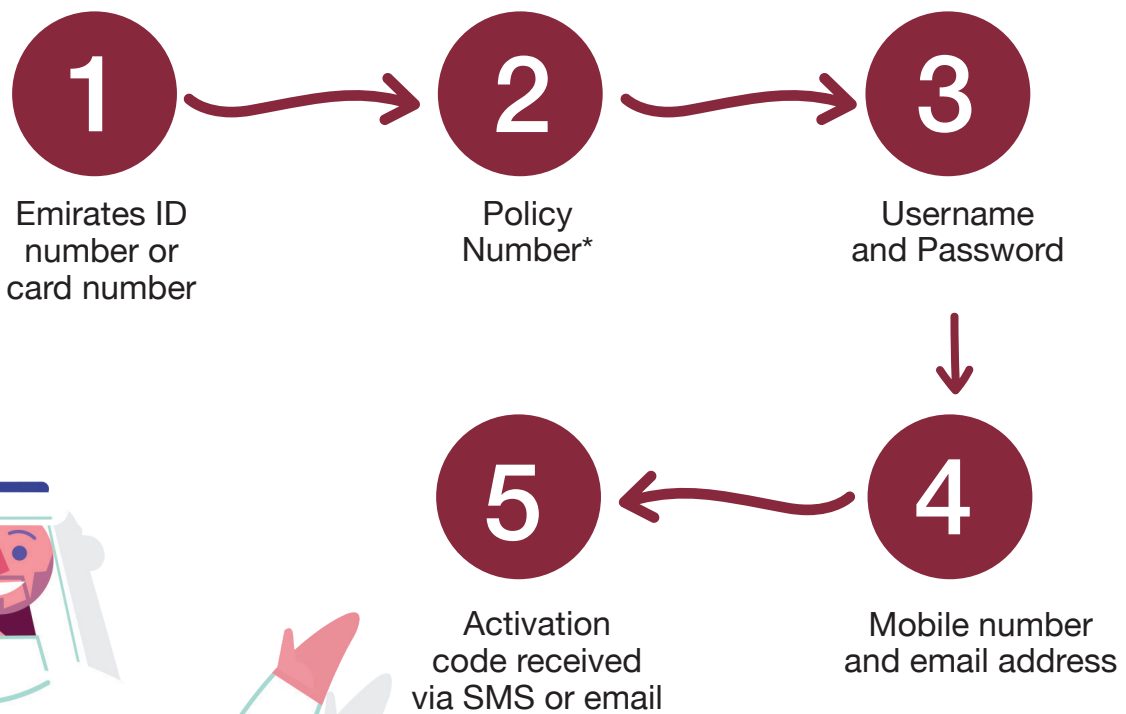 1
Emirates ID
number or
card number
2
Policy
Number*
3
Username
and Password
4
Mobile number
and email address
5
Activation
code received
via SMS or email